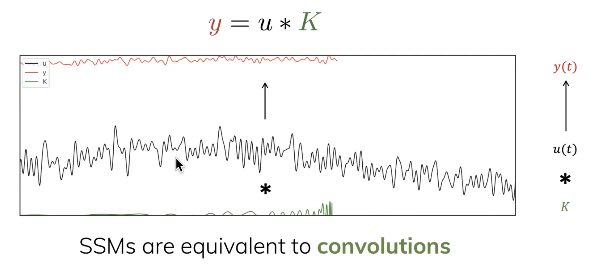 y = u * K
u
y
K
*
y(t)
u(t)
*
K
SSMs are equivalent to convolutions